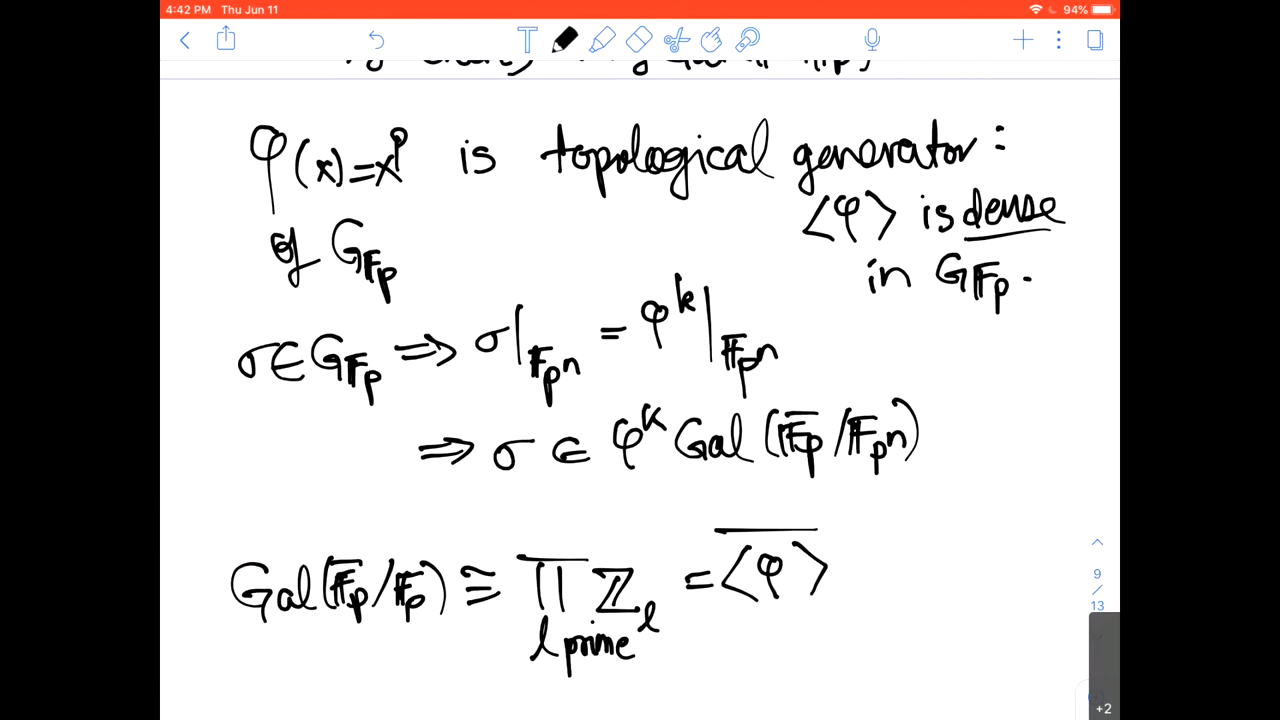 4:42 PM Thu Jun 11
94%
φ(x)=x^p is topological generator:
⟨φ⟩ is dense
of G_{𝔽_p}
in G_{𝔽_p}.
σ∈G_{𝔽_p} ⟹ σ|_{𝔽_{p^n}} = φ^k|_{𝔽_{p^n}}
⟹ σ ∈ φ^k Gal(𝔽̄_p/𝔽_{p^n})
Gal(𝔽̄_p/𝔽_p) ≅ ∏ ℤ_ℓ = \overline{⟨φ⟩}
ℓ prime
9
/
13
+2